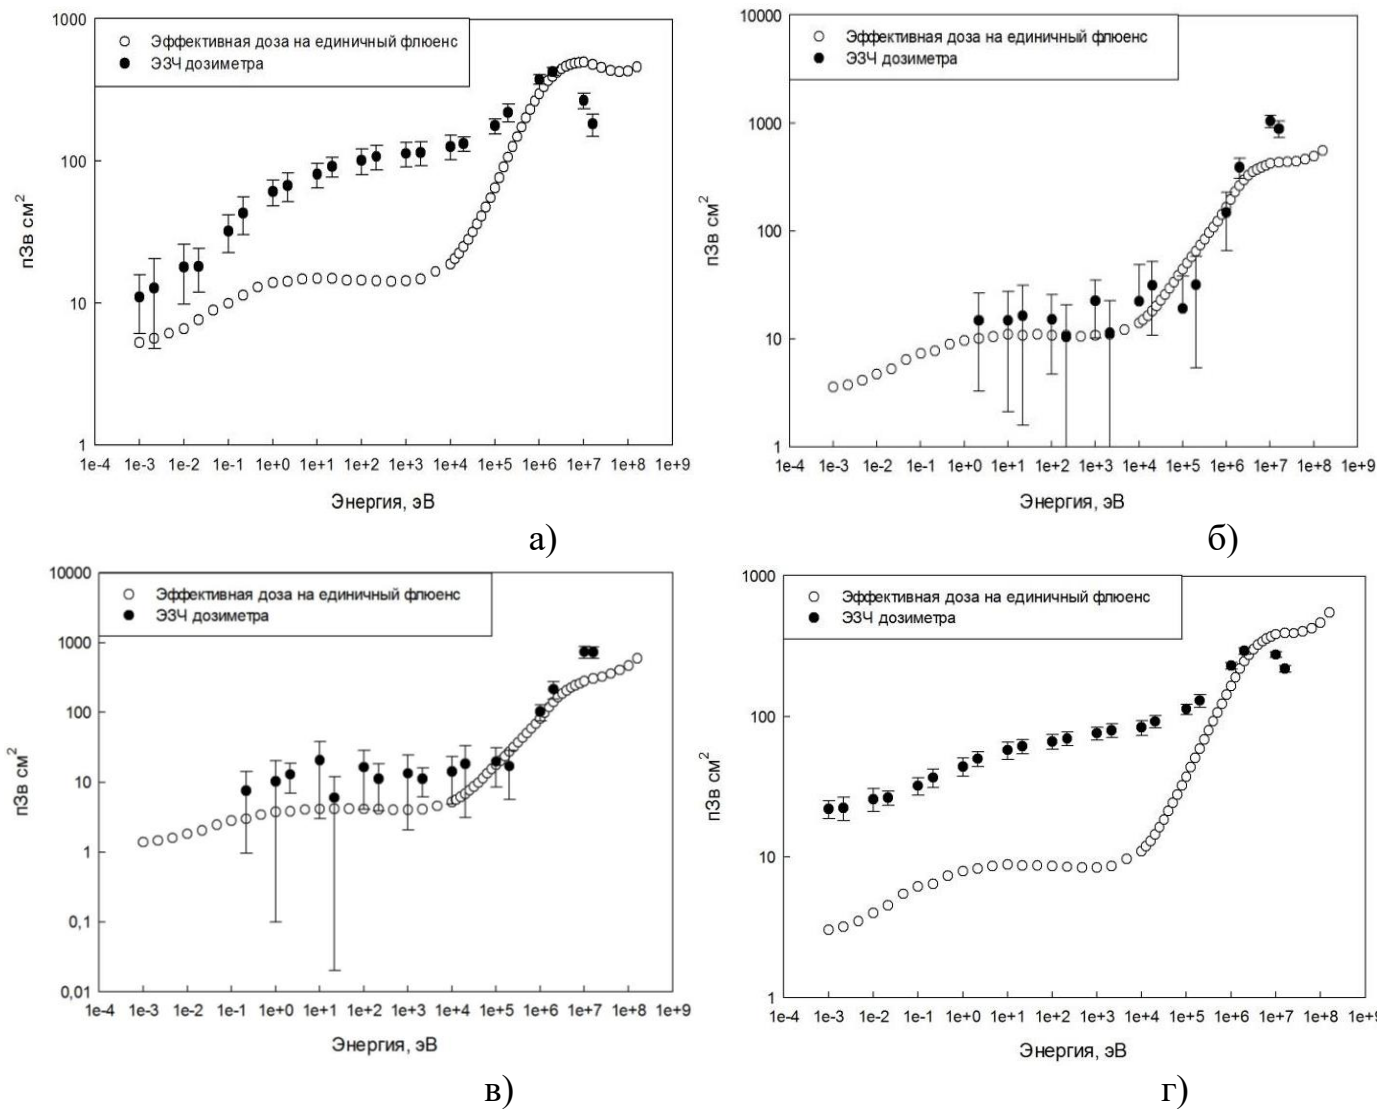 1000
100
10
1
пЗв см²
Эффективная доза на единичный флюенс
ЭЗЧ дозиметра
1e-4 1e-3 1e-2 1e-1 1e+0 1e+1 1e+2 1e+3 1e+4 1e+5 1e+6 1e+7 1e+8 1e+9
Энергия, эВ
а)
10000
1000
100
10
1
пЗв см²
Эффективная доза на единичный флюенс
ЭЗЧ дозиметра
1e-4 1e-3 1e-2 1e-1 1e+0 1e+1 1e+2 1e+3 1e+4 1e+5 1e+6 1e+7 1e+8 1e+9
Энергия, эВ
б)
10000
1000
100
10
1
0,1
0,01
пЗв см²
Эффективная доза на единичный флюенс
ЭЗЧ дозиметра
1e-4 1e-3 1e-2 1e-1 1e+0 1e+1 1e+2 1e+3 1e+4 1e+5 1e+6 1e+7 1e+8 1e+9
Энергия, эВ
в)
1000
100
10
1
пЗв см²
Эффективная доза на единичный флюенс
ЭЗЧ дозиметра
1e-4 1e-3 1e-2 1e-1 1e+0 1e+1 1e+2 1e+3 1e+4 1e+5 1e+6 1e+7 1e+8 1e+9
Энергия, эВ
г)